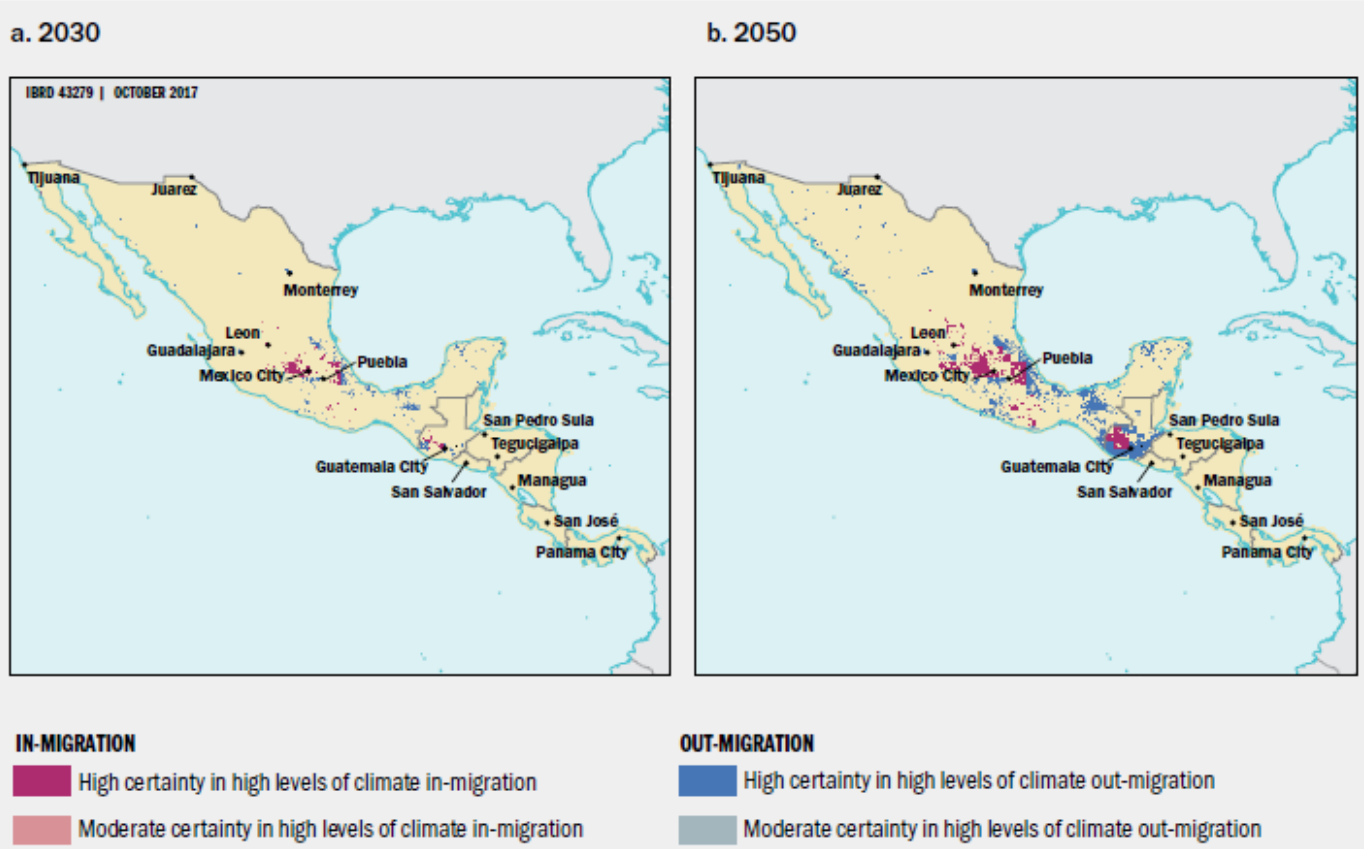 a. 2030
b. 2050
IBRD 43279 | OCTOBER 2017
Tijuana
Juarez
Monterrey
Leon
Guadalajara
Puebla
Mexico City
San Pedro Sula
Tegucigalpa
Guatemala City
San Salvador
Managua
San José
Panama City
Tijuana
Juarez
Monterrey
Leon
Guadalajara
Puebla
Mexico City
San Pedro Sula
Tegucigalpa
Guatemala City
San Salvador
Managua
San José
Panama City
IN-MIGRATION
High certainty in high levels of climate in-migration
Moderate certainty in high levels of climate in-migration
OUT-MIGRATION
High certainty in high levels of climate out-migration
Moderate certainty in high levels of climate out-migration